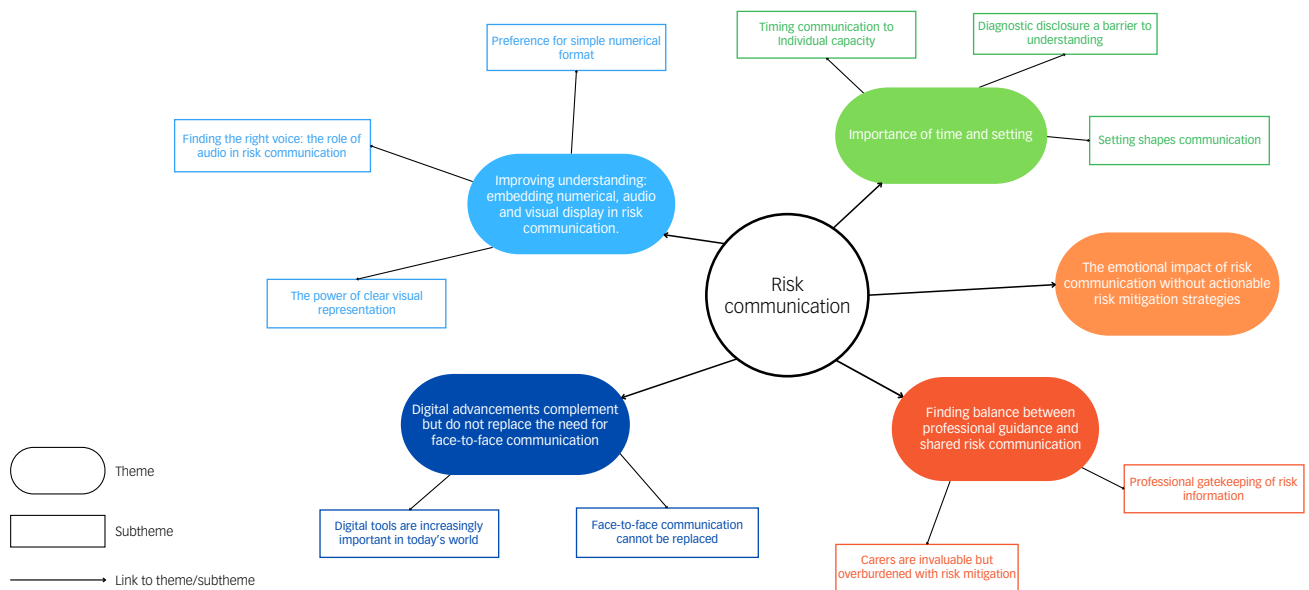 Preference for simple numerical
format
Timing communication to
Individual capacity
Diagnostic disclosure a barrier to
understanding
Finding the right voice: the role of
audio in risk communication
Importance of time and setting
Setting shapes communication
Improving understanding:
embedding numerical, audio
and visual display in risk
communication.
The power of clear visual
representation
Risk
communication
The emotional impact of risk
communication without actionable
risk mitigation strategies
Digital advancements complement
but do not replace the need for
face-to-face communication
Finding balance between
professional guidance and
shared risk communication
Professional gatekeeping of risk
information
Digital tools are increasingly
important in today's world
Face-to-face communication
cannot be replaced
Carers are invaluable but
overburdened with risk mitigation
Theme
Subtheme
Link to theme/subtheme